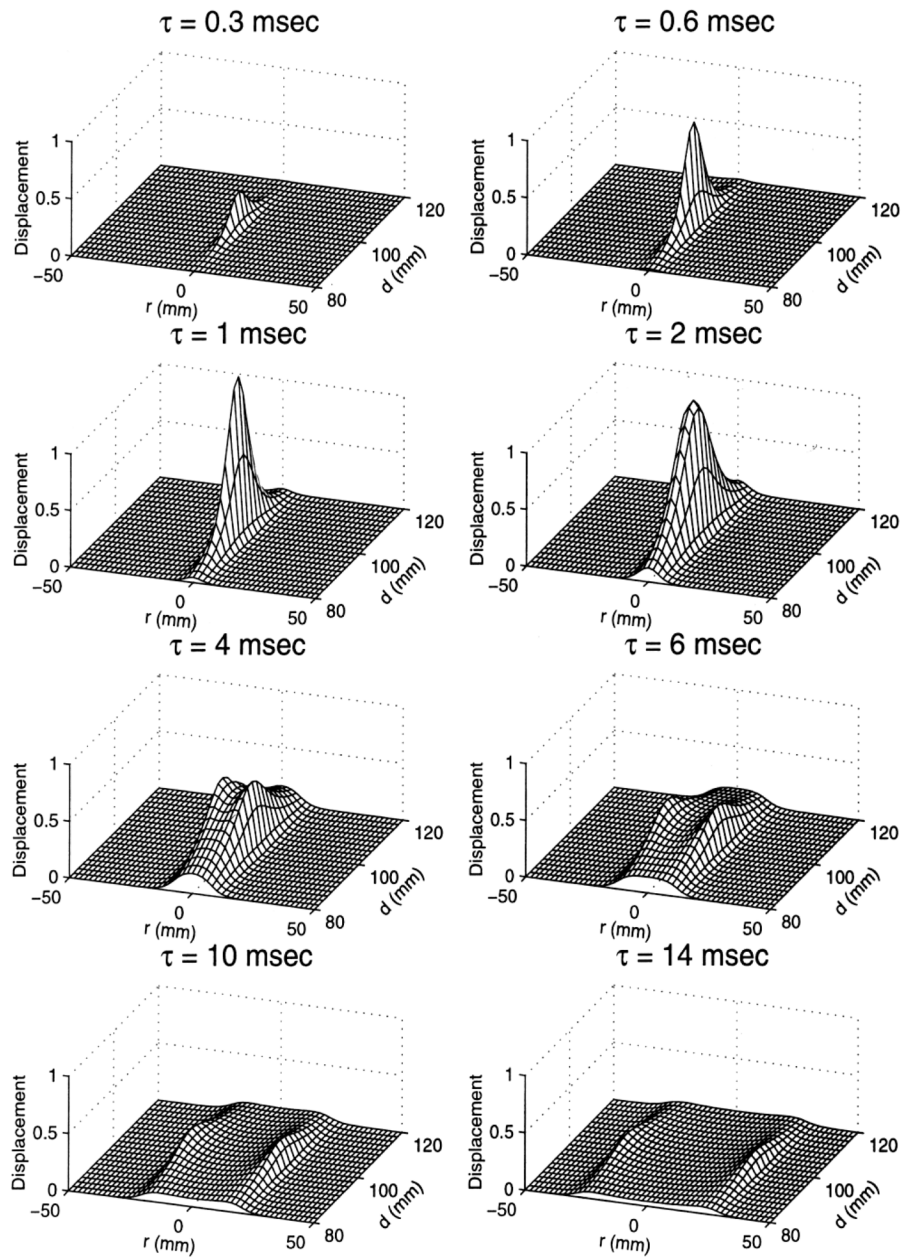 τ = 0.3 msec
1
0.5
0
Displacement
−50
0
50
r (mm)
80
100
120
d (mm)
τ = 0.6 msec
1
0.5
0
Displacement
−50
0
50
r (mm)
80
100
120
d (mm)
τ = 1 msec
1
0.5
0
Displacement
−50
0
50
r (mm)
80
100
120
d (mm)
τ = 2 msec
1
0.5
0
Displacement
−50
0
50
r (mm)
80
100
120
d (mm)
τ = 4 msec
1
0.5
0
Displacement
−50
0
50
r (mm)
80
100
120
d (mm)
τ = 6 msec
1
0.5
0
Displacement
−50
0
50
r (mm)
80
100
120
d (mm)
τ = 10 msec
1
0.5
0
Displacement
−50
0
50
r (mm)
80
100
120
d (mm)
τ = 14 msec
1
0.5
0
Displacement
−50
0
50
r (mm)
80
100
120
d (mm)